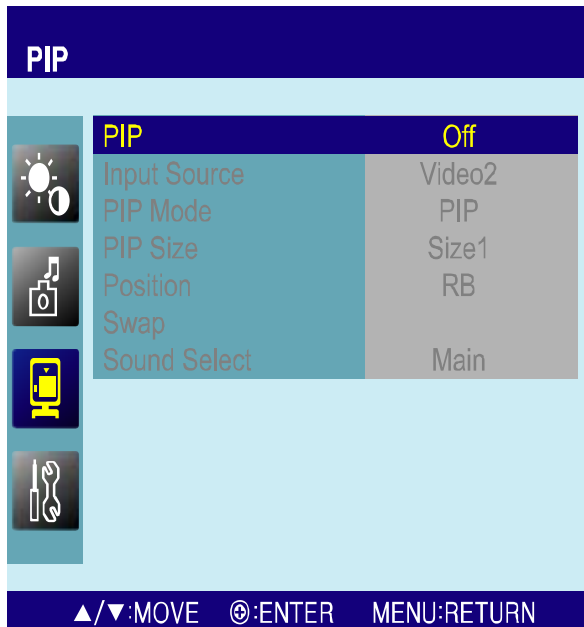 PIP
PIP Off
Input Source Video2
PIP Mode PIP
PIP Size Size1
Position RB
Swap
Sound Select Main
▲/▼:MOVE ⊕:ENTER MENU:RETURN